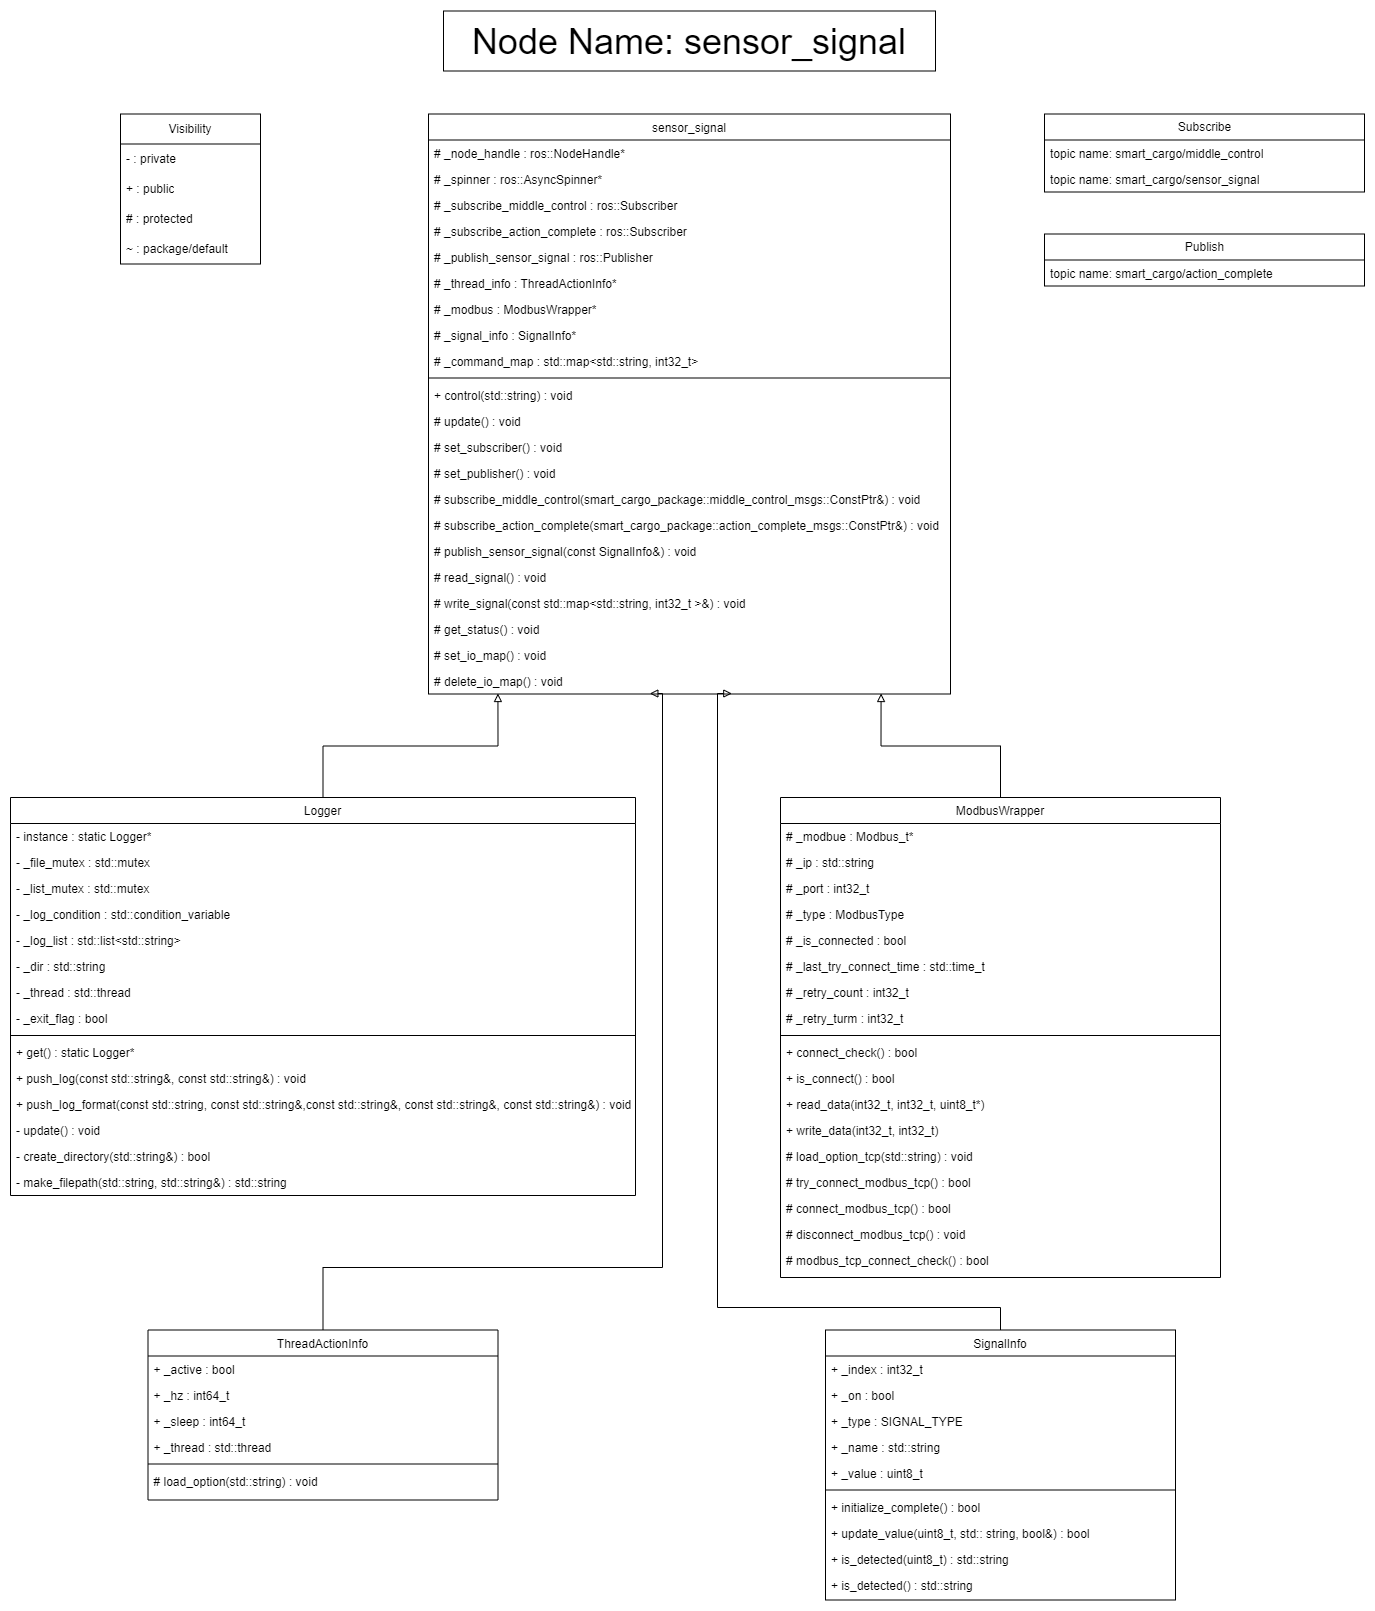 Node Name: sensor_signal
Visibility
- : private
+ : public
# : protected
~ : package/default
sensor_signal
# _node_handle : ros::NodeHandle*
# _spinner : ros::AsyncSpinner*
# _subscribe_middle_control : ros::Subscriber
# _subscribe_action_complete : ros::Subscriber
# _publish_sensor_signal : ros::Publisher
# _thread_info : ThreadActionInfo*
# _modbus : ModbusWrapper*
# _signal_info : SignalInfo*
# _command_map : std::map<std::string, int32_t>
+ control(std::string) : void
# update() : void
# set_subscriber() : void
# set_publisher() : void
# subscribe_middle_control(smart_cargo_package::middle_control_msgs::ConstPtr&) : void
# subscribe_action_complete(smart_cargo_package::action_complete_msgs::ConstPtr&) : void
# publish_sensor_signal(const SignalInfo&) : void
# read_signal() : void
# write_signal(const std::map<std::string, int32_t >&) : void
# get_status() : void
# set_io_map() : void
# delete_io_map() : void
Subscribe
topic name: smart_cargo/middle_control
topic name: smart_cargo/sensor_signal
Publish
topic name: smart_cargo/action_complete
Logger
- instance : static Logger*
- _file_mutex : std::mutex
- _list_mutex : std::mutex
- _log_condition : std::condition_variable
- _log_list : std::list<std::string>
- _dir : std::string
- _thread : std::thread
- _exit_flag : bool
+ get() : static Logger*
+ push_log(const std::string&, const std::string&) : void
+ push_log_format(const std::string, const std::string&,const std::string&, const std::string&, const std::string&) : void
- update() : void
- create_directory(std::string&) : bool
- make_filepath(std::string, std::string&) : std::string
ModbusWrapper
# _modbue : Modbus_t*
# _ip : std::string
# _port : int32_t
# _type : ModbusType
# _is_connected : bool
# _last_try_connect_time : std::time_t
# _retry_count : int32_t
# _retry_turm : int32_t
+ connect_check() : bool
+ is_connect() : bool
+ read_data(int32_t, int32_t, uint8_t*)
+ write_data(int32_t, int32_t)
# load_option_tcp(std::string) : void
# try_connect_modbus_tcp() : bool
# connect_modbus_tcp() : bool
# disconnect_modbus_tcp() : void
# modbus_tcp_connect_check() : bool
ThreadActionInfo
+ _active : bool
+ _hz : int64_t
+ _sleep : int64_t
+ _thread : std::thread
# load_option(std::string) : void
SignalInfo
+ _index : int32_t
+ _on : bool
+ _type : SIGNAL_TYPE
+ _name : std::string
+ _value : uint8_t
+ initialize_complete() : bool
+ update_value(uint8_t, std:: string, bool&) : bool
+ is_detected(uint8_t) : std::string
+ is_detected() : std::string